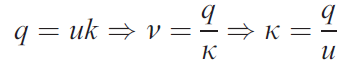 q = uk ⇒ ν = q/κ ⇒ κ = q/u